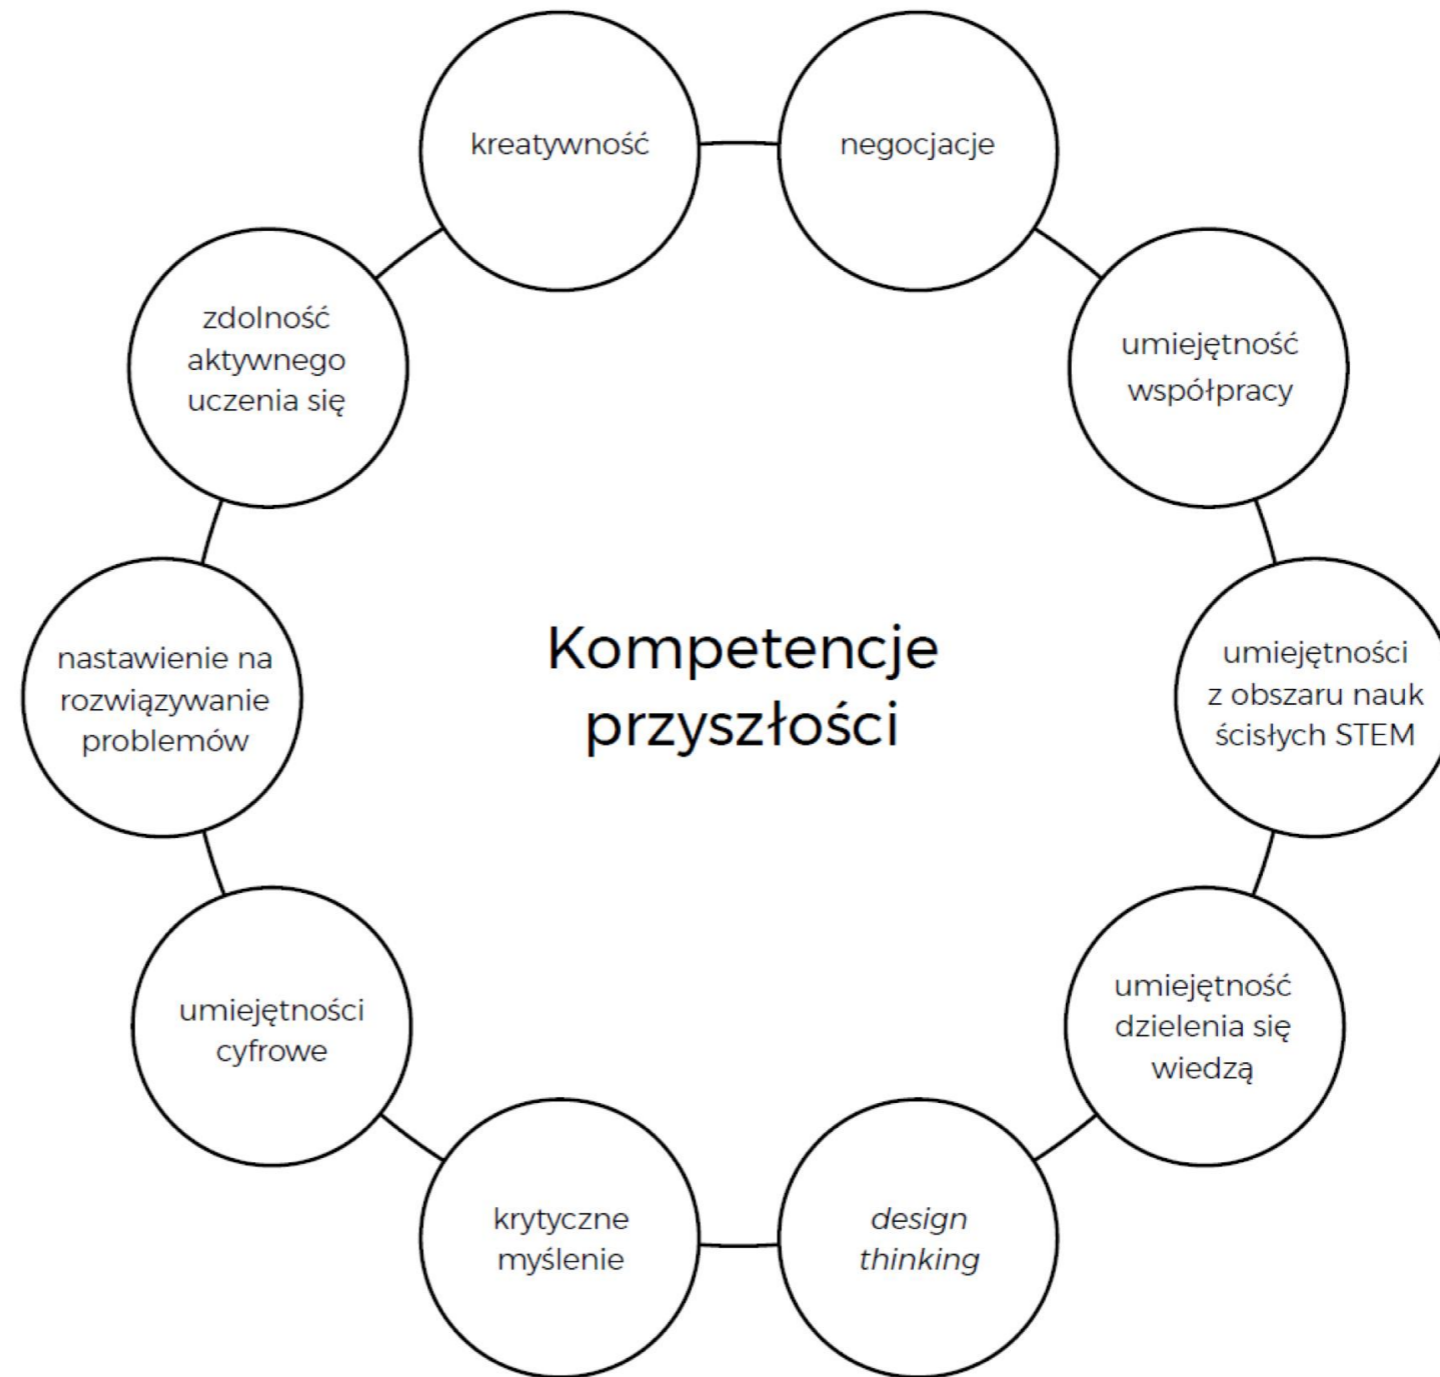 kreatywność
negocjacje
zdolność
aktywnego
uczenia się
umiejętność
współpracy
nastawienie na
rozwiązywanie
problemów
Kompetencje
przyszłości
umiejętności
z obszaru nauk
ścisłych STEM
umiejętności
cyfrowe
umiejętność
dzielenia się
wiedzą
krytyczne
myślenie
design
thinking